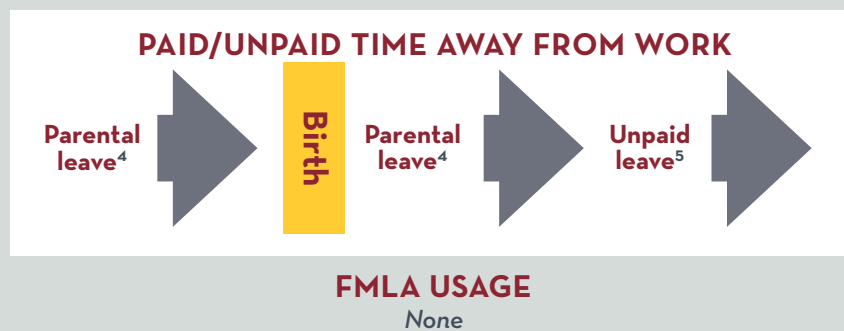 PAID/UNPAID TIME AWAY FROM WORK
Parental
leave⁴
Birth
Parental
leave⁴
Unpaid
leave⁵
FMLA USAGE
None